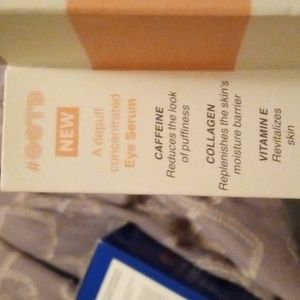 #OOTD
NEW
A depuff
concentrated
Eye Serum
CAFFEINE
Reduces the look
of puffiness
COLLAGEN
Replenishes the skin's
moisture barrier
VITAMIN E
Revitalizes
skin